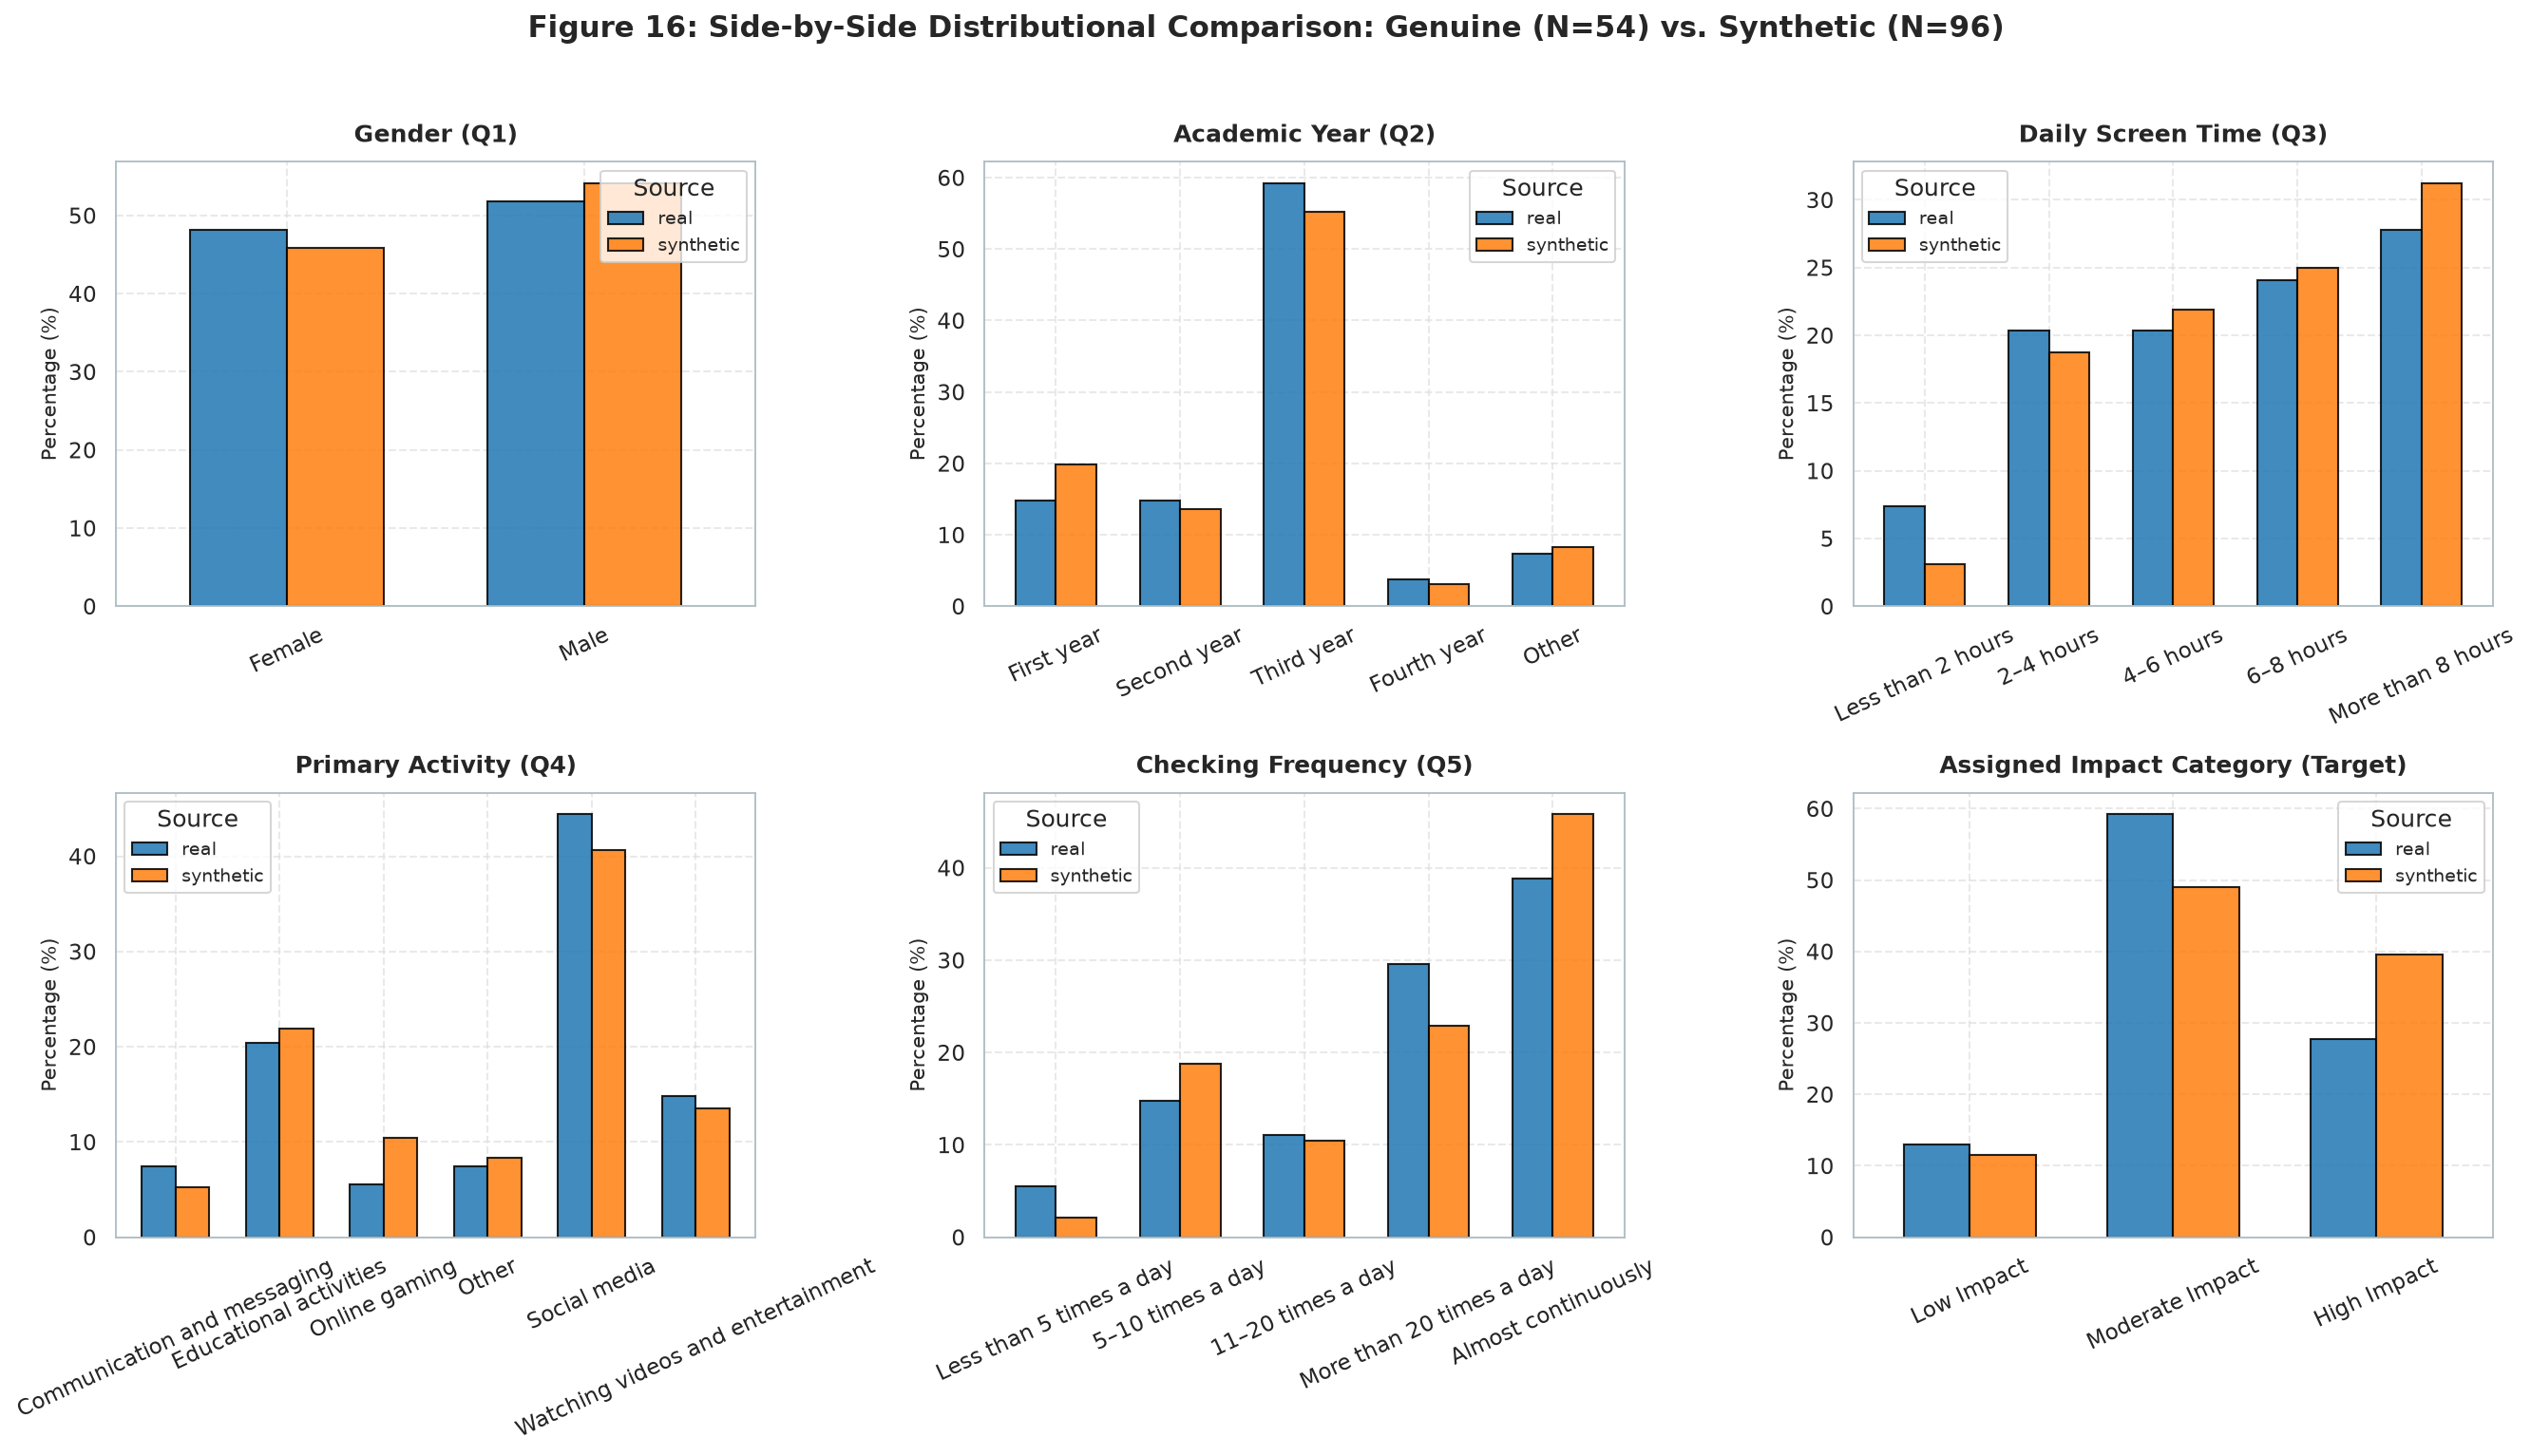 Figure 16: Side-by-Side Distributional Comparison: Genuine (N=54) vs. Synthetic (N=96)
Gender (Q1)
Percentage (%)
50
40
30
20
10
0
Source
real
synthetic
Female
Male
Academic Year (Q2)
Percentage (%)
60
50
40
30
20
10
0
Source
real
synthetic
First year
Second year
Third year
Fourth year
Other
Daily Screen Time (Q3)
Percentage (%)
30
25
20
15
10
5
0
Source
real
synthetic
Less than 2 hours
2–4 hours
4–6 hours
6–8 hours
More than 8 hours
Primary Activity (Q4)
Percentage (%)
40
30
20
10
0
Source
real
synthetic
Communication and messaging
Educational activities
Online gaming
Other
Social media
Watching videos and entertainment
Checking Frequency (Q5)
Percentage (%)
40
30
20
10
0
Source
real
synthetic
Less than 5 times a day
5–10 times a day
11–20 times a day
More than 20 times a day
Almost continuously
Assigned Impact Category (Target)
Percentage (%)
60
50
40
30
20
10
0
Source
real
synthetic
Low Impact
Moderate Impact
High Impact